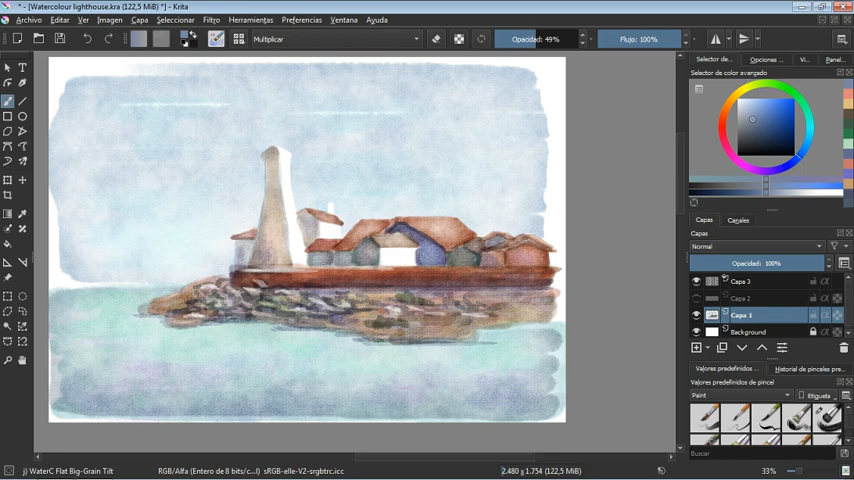 * - [Watercolour lighthouse.kra (122,5 MiB) *] - Krita
Archivo Editar Ver Imagen Capa Seleccionar Filtro Herramientas Preferencias Ventana Ayuda
Multiplicar Opacidad: 49% Flujo: 100%
Selector de... Opciones ... Vi... Panel...
Selector de color avanzado
Capas Canales
Capas
Normal
Opacidad: 100%
Capa 3
Capa 2
Capa 1
Background
Valores predefinidos ... Historial de pinceles pre...
Valores predefinidos de pincel
Paint Etiqueta
Buscar
j) WaterC Flat Big-Grain Tilt RGB/Alfa (Entero de 8 bits/c...l) sRGB-elle-V2-srgbtrc.icc 2.480 x 1.754 (122,5 MiB) 33%